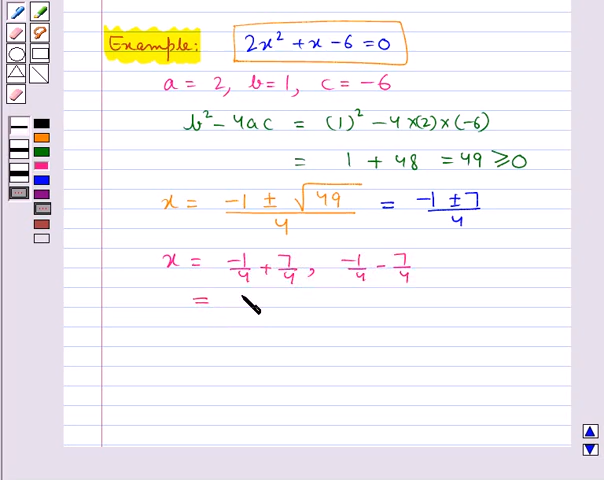 Example: 2x² + x - 6 = 0
a = 2, b = 1, c = -6
b² - 4ac = (1)² - 4 × (2) × (-6)
= 1 + 48 = 49 ≥ 0
x = (-1 ± √49)/4 = (-1 ± 7)/4
x = -1/4 + 7/4, -1/4 - 7/4
=